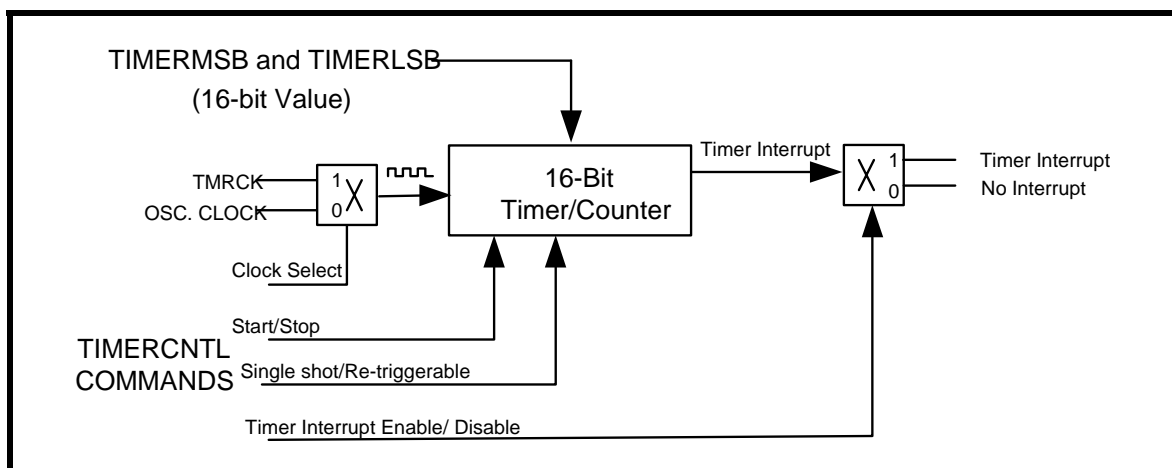 TIMERMSB and TIMERLSB
(16-bit Value)
TMRCK
OSC. CLOCK
1
0
X
Clock Select
16-Bit
Timer/Counter
Timer Interrupt
X
1
0
Timer Interrupt
No Interrupt
Start/Stop
TIMERCNTL
COMMANDS
Single shot/Re-triggerable
Timer Interrupt Enable/ Disable